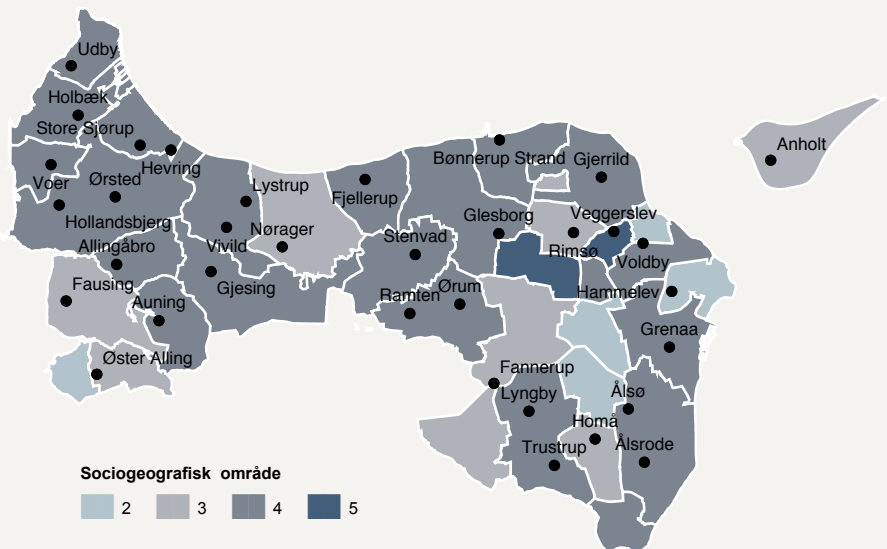 Udby
Holbæk
Store Sjørup
Hevring
Voer
Ørsted
Hollandsbjerg
Allingåbro
Fausing
Auning
Øster Alling
Lystrup
Nørager
Vivild
Gjesing
Fjellerup
Stenvad
Ramten
Ørum
Bønnerup Strand
Gjerrild
Glesborg
Veggerslev
Rimsø
Voldby
Hammelev
Grenaa
Fannerup
Lyngby
Ålsø
Homå
Trustrup
Ålsrode
Anholt
Sociogeografisk område
2 3 4 5